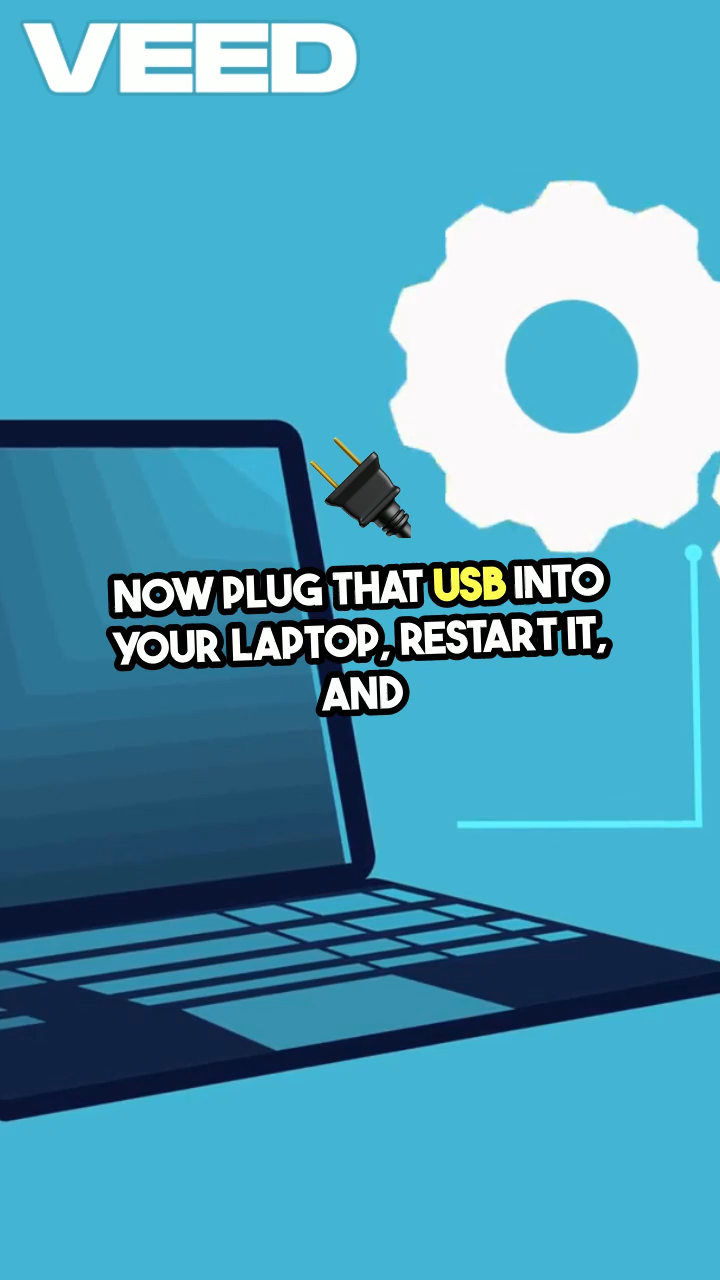 VEED
NOW PLUG THAT USB INTO
YOUR LAPTOP, RESTART IT,
AND